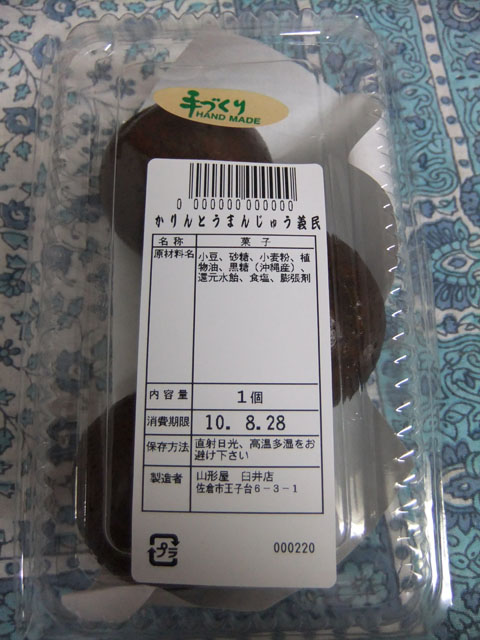 手づくり
HAND MADE
0 000000 000000
かりんとうまんじゅう義民
名称 菓子
原材料名 小豆、砂糖、小麦粉、植
物油、黒糖（沖縄産）、
還元水飴、食塩、膨張剤
内容量 1個
消費期限 10. 8.28
保存方法 直射日光、高温多湿をお
避け下さい
製造者 山形屋 臼井店
佐倉市王子台6-3-1
プラ
000220